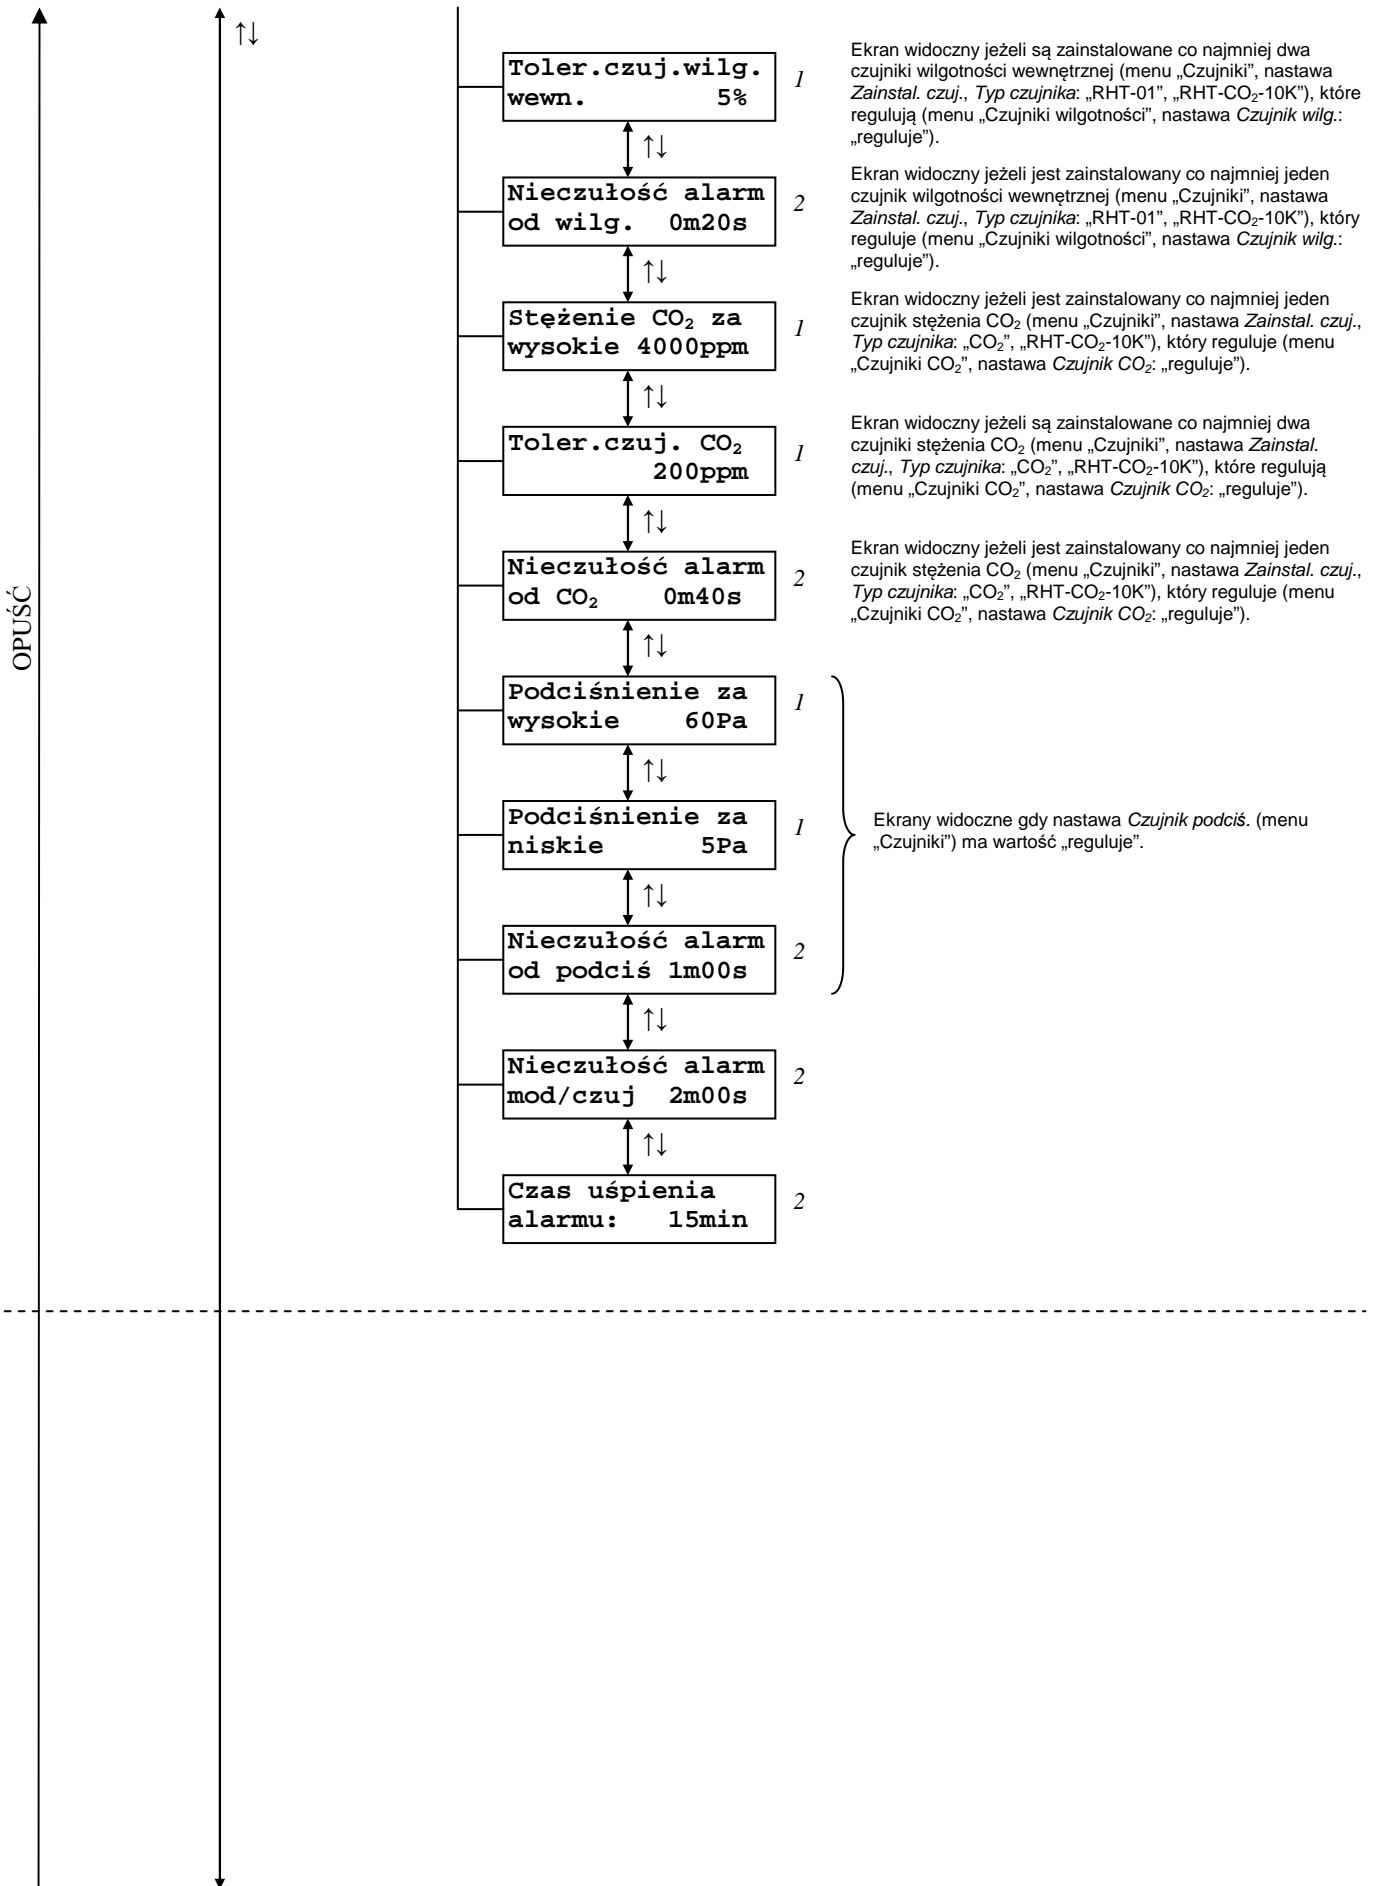 ↑↓
Toler.czuj.wilg.
wewn. 5%
1
Ekran widoczny jeżeli są zainstalowane co najmniej dwa
czujniki wilgotności wewnętrznej (menu „Czujniki”, nastawa
Zainstal. czuj., Typ czujnika: „RHT-01”, „RHT-CO₂-10K”), które
regulują (menu „Czujniki wilgotności”, nastawa Czujnik wilg.:
„reguluje”).
↑↓
Nieczułość alarm
od wilg. 0m20s
2
Ekran widoczny jeżeli jest zainstalowany co najmniej jeden
czujnik wilgotności wewnętrznej (menu „Czujniki”, nastawa
Zainstal. czuj., Typ czujnika: „RHT-01”, „RHT-CO₂-10K”), który
reguluje (menu „Czujniki wilgotności”, nastawa Czujnik wilg.:
„reguluje”).
↑↓
Stężenie CO₂ za
wysokie 4000ppm
1
Ekran widoczny jeżeli jest zainstalowany co najmniej jeden
czujnik stężenia CO₂ (menu „Czujniki”, nastawa Zainstal. czuj.,
Typ czujnika: „CO₂”, „RHT-CO₂-10K”), który reguluje (menu
„Czujniki CO₂”, nastawa Czujnik CO₂: „reguluje”).
↑↓
Toler.czuj. CO₂
200ppm
1
Ekran widoczny jeżeli są zainstalowane co najmniej dwa
czujniki stężenia CO₂ (menu „Czujniki”, nastawa Zainstal.
czuj., Typ czujnika: „CO₂”, „RHT-CO₂-10K”), które regulują
(menu „Czujniki CO₂”, nastawa Czujnik CO₂: „reguluje”).
↑↓
Nieczułość alarm
od CO₂ 0m40s
2
Ekran widoczny jeżeli jest zainstalowany co najmniej jeden
czujnik stężenia CO₂ (menu „Czujniki”, nastawa Zainstal. czuj.,
Typ czujnika: „CO₂”, „RHT-CO₂-10K”), który reguluje (menu
„Czujniki CO₂”, nastawa Czujnik CO₂: „reguluje”).
OPUŚĆ
↑↓
Podciśnienie za
wysokie 60Pa
1
↑↓
Podciśnienie za
niskie 5Pa
1
Ekrany widoczne gdy nastawa Czujnik podciś. (menu
„Czujniki”) ma wartość „reguluje”.
↑↓
Nieczułość alarm
od podciś 1m00s
2
↑↓
Nieczułość alarm
mod/czuj 2m00s
2
↑↓
Czas uśpienia
alarmu: 15min
2